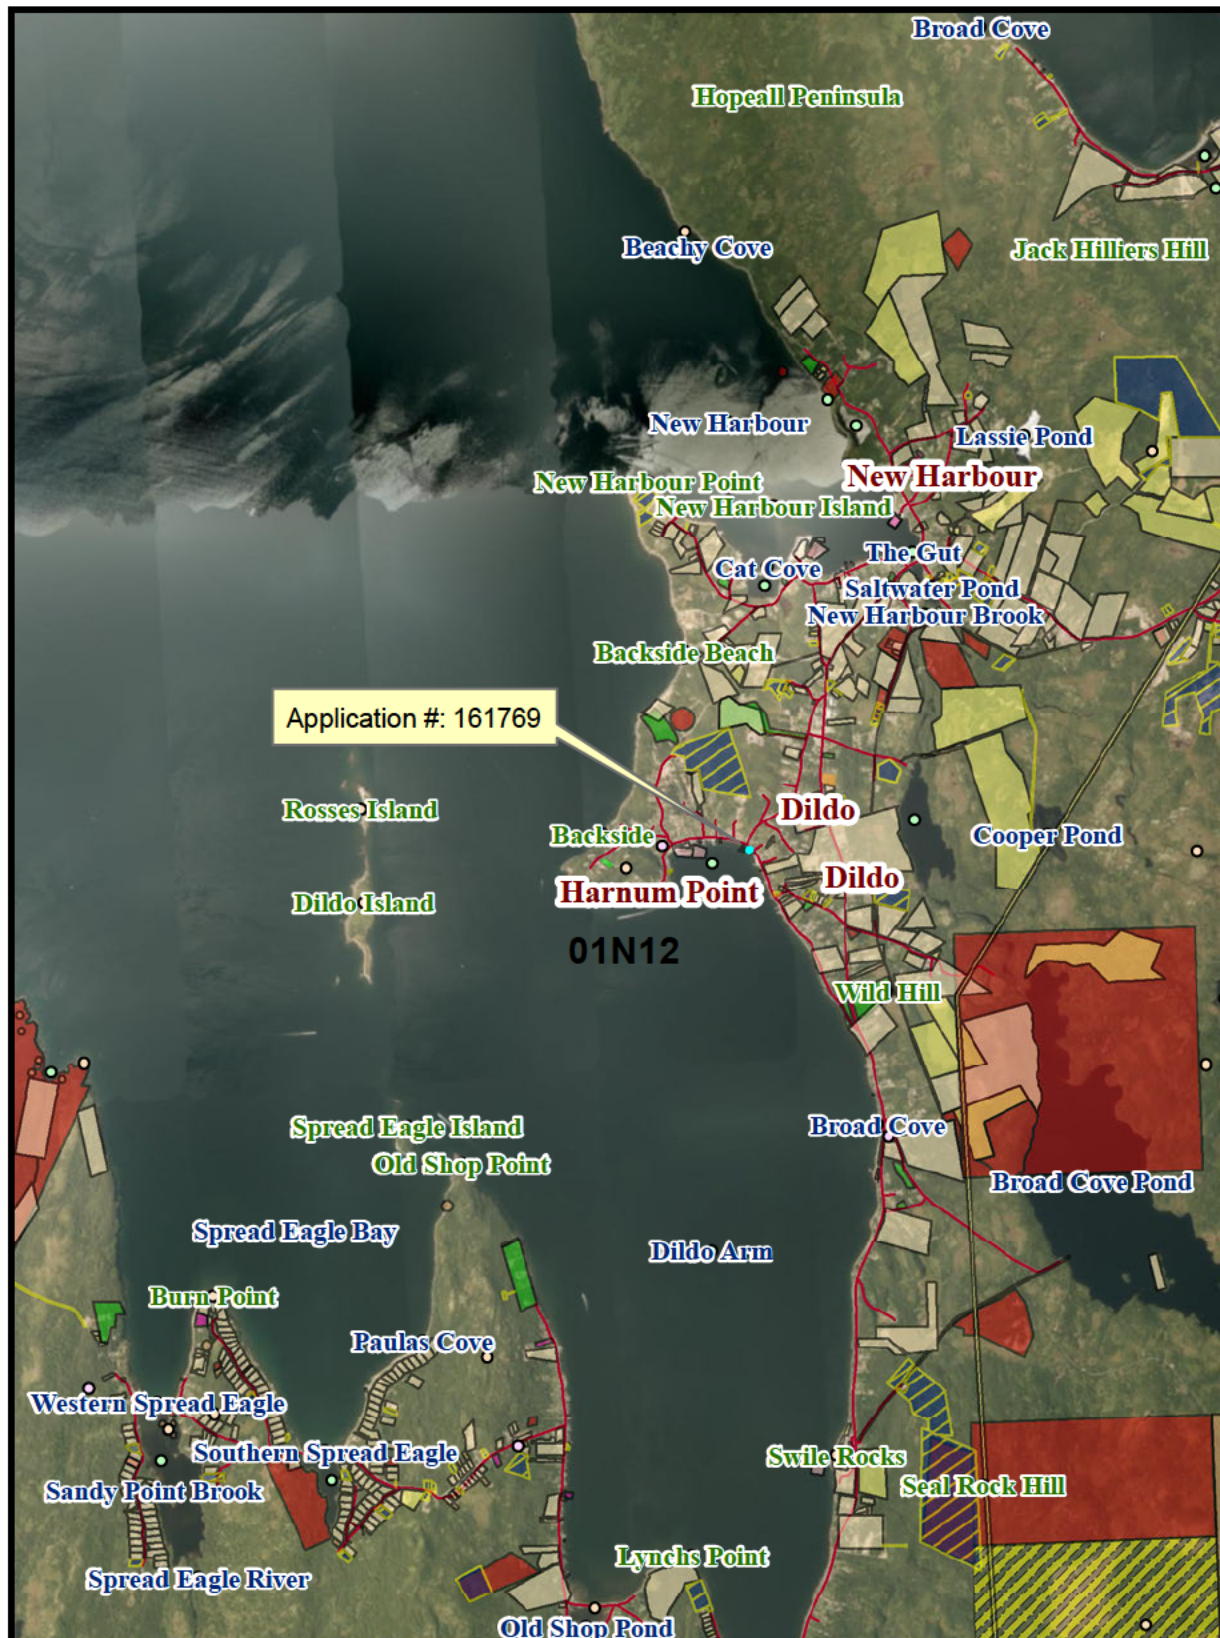 Broad Cove
Hopeall Peninsula
Beachy Cove
Jack Hilliers Hill
New Harbour
Lassie Pond
New Harbour
New Harbour Point
New Harbour Island
The Gut
Cat Cove
Saltwater Pond
New Harbour Brook
Backside Beach
Application #: 161769
Rosses Island
Dildo
Backside
Cooper Pond
Dildo
Harnum Point
Dildo Island
01N12
Wild Hill
Spread Eagle Island
Broad Cove
Old Shop Point
Broad Cove Pond
Spread Eagle Bay
Dildo Arm
Burn Point
Paulas Cove
Western Spread Eagle
Southern Spread Eagle
Swile Rocks
Sandy Point Brook
Seal Rock Hill
Lynchs Point
Spread Eagle River
Old Shop Pond